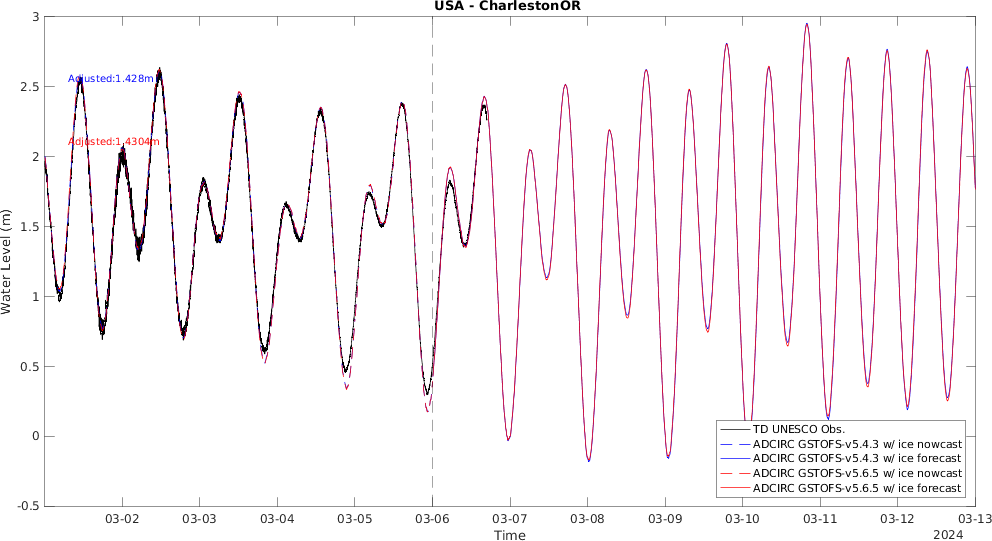 USA - CharlestonOR
3
2.5
2
1.5
1
0.5
0
-0.5
Water Level (m)
Adjusted:1.428m
Adjusted:1.4304m
TD UNESCO Obs.
ADCIRC GSTOFS-v5.4.3 w/ ice nowcast
ADCIRC GSTOFS-v5.4.3 w/ ice forecast
ADCIRC GSTOFS-v5.6.5 w/ ice nowcast
ADCIRC GSTOFS-v5.6.5 w/ ice forecast
03-02 03-03 03-04 03-05 03-06 03-07 03-08 03-09 03-10 03-11 03-12 03-13
Time
2024